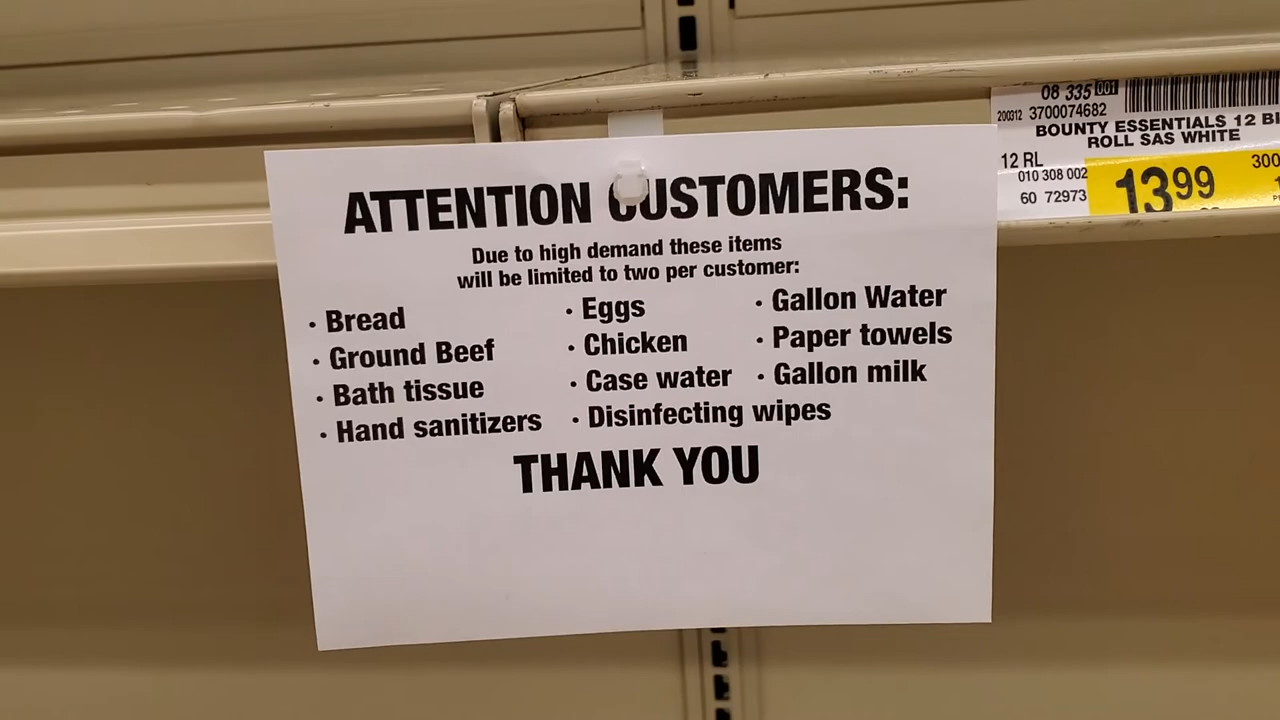 ATTENTION CUSTOMERS:
Due to high demand these items
will be limited to two per customer:
· Bread
· Ground Beef
· Bath tissue
· Hand sanitizers
· Eggs
· Chicken
· Case water
· Disinfecting wipes
· Gallon Water
· Paper towels
· Gallon milk
THANK YOU
08 335 001
200312 3700074682
BOUNTY ESSENTIALS 12 BI
ROLL SAS WHITE
12 RL
010 308 002
60 72973
13 99
300